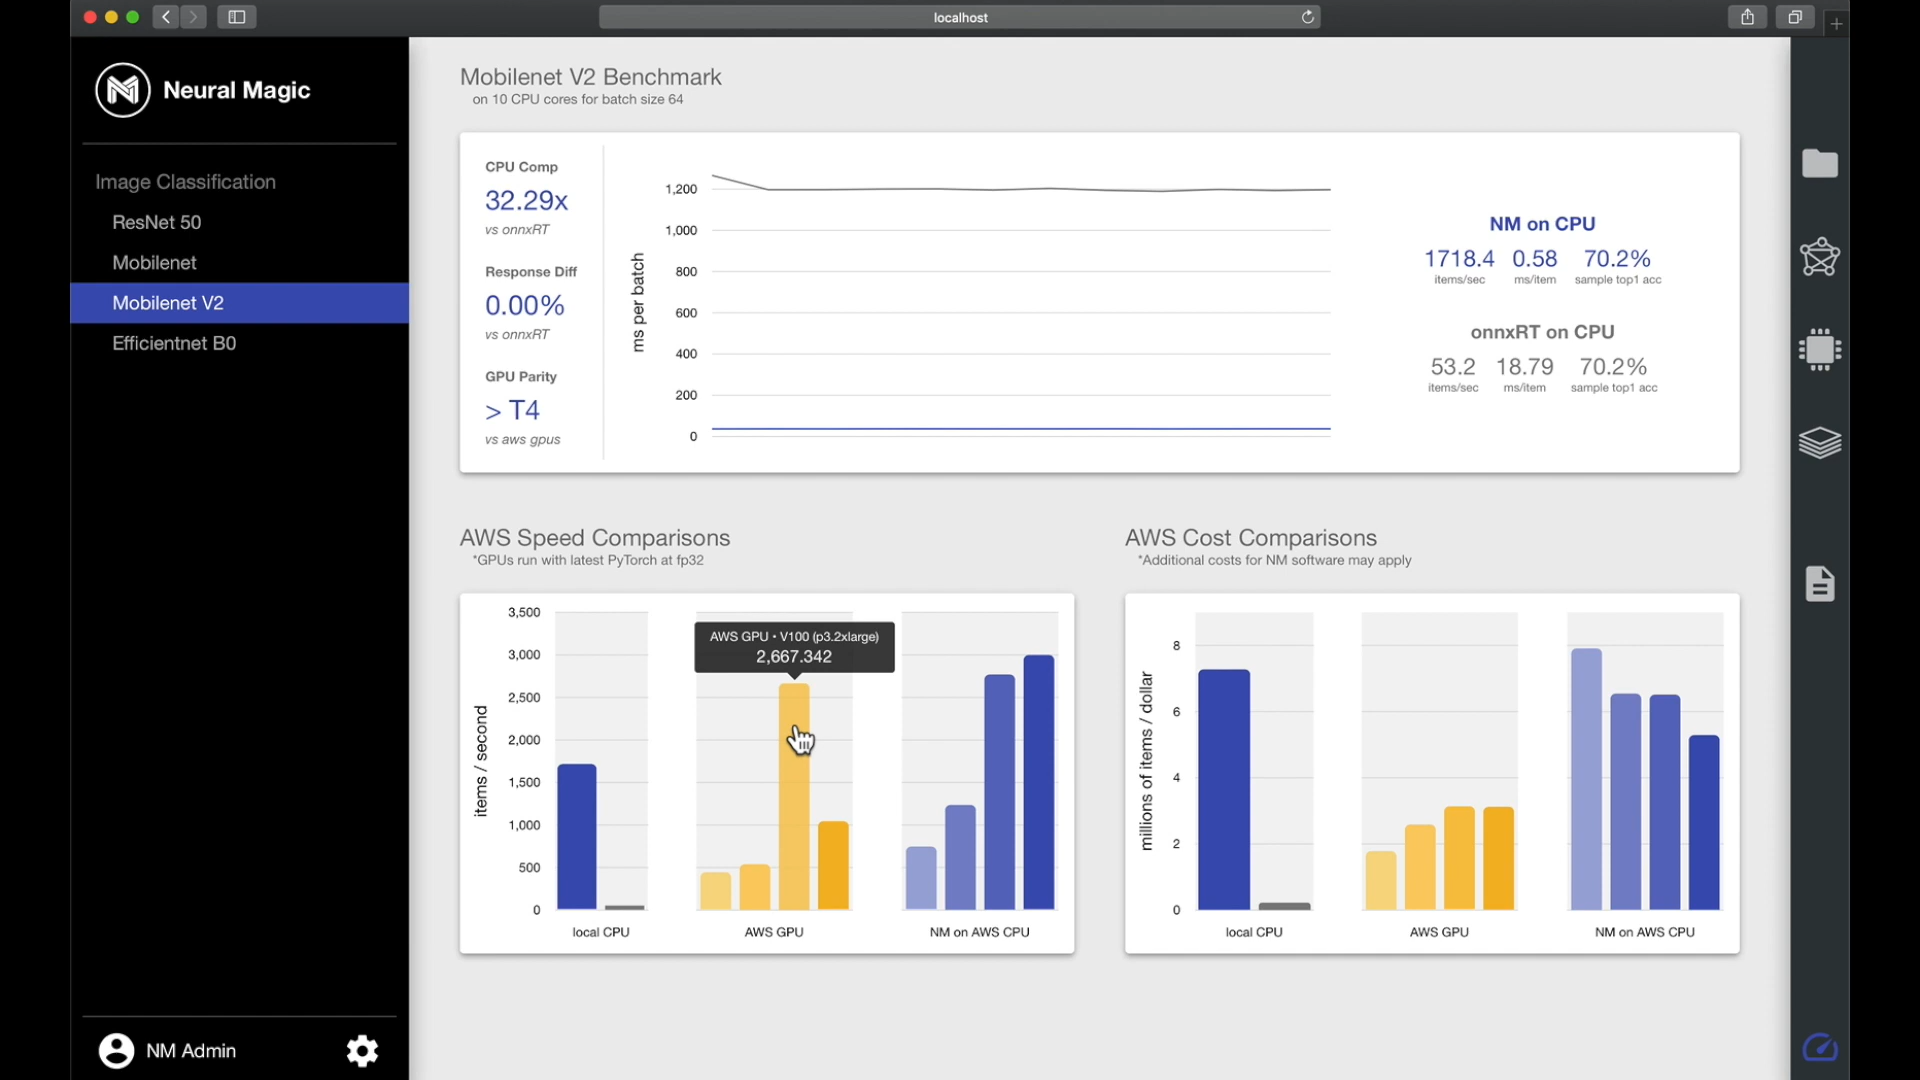 localhost
Neural Magic
Image Classification
ResNet 50
Mobilenet
Mobilenet V2
Efficientnet B0
NM Admin
Mobilenet V2 Benchmark
on 10 CPU cores for batch size 64
CPU Comp
32.29x
vs onnxRT
Response Diff
0.00%
vs onnxRT
GPU Parity
> T4
vs aws gpus
ms per batch
1,200
1,000
800
600
400
200
0
NM on CPU
1718.4 0.58 70.2%
items/sec ms/item sample top1 acc
onnxRT on CPU
53.2 18.79 70.2%
items/sec ms/item sample top1 acc
AWS Speed Comparisons
*GPUs run with latest PyTorch at fp32
items / second
3,500
3,000
2,500
2,000
1,500
1,000
500
0
AWS GPU • V100 (p3.2xlarge)
2,667.342
local CPU AWS GPU NM on AWS CPU
AWS Cost Comparisons
*Additional costs for NM software may apply
millions of items / dollar
8
6
4
2
0
local CPU AWS GPU NM on AWS CPU